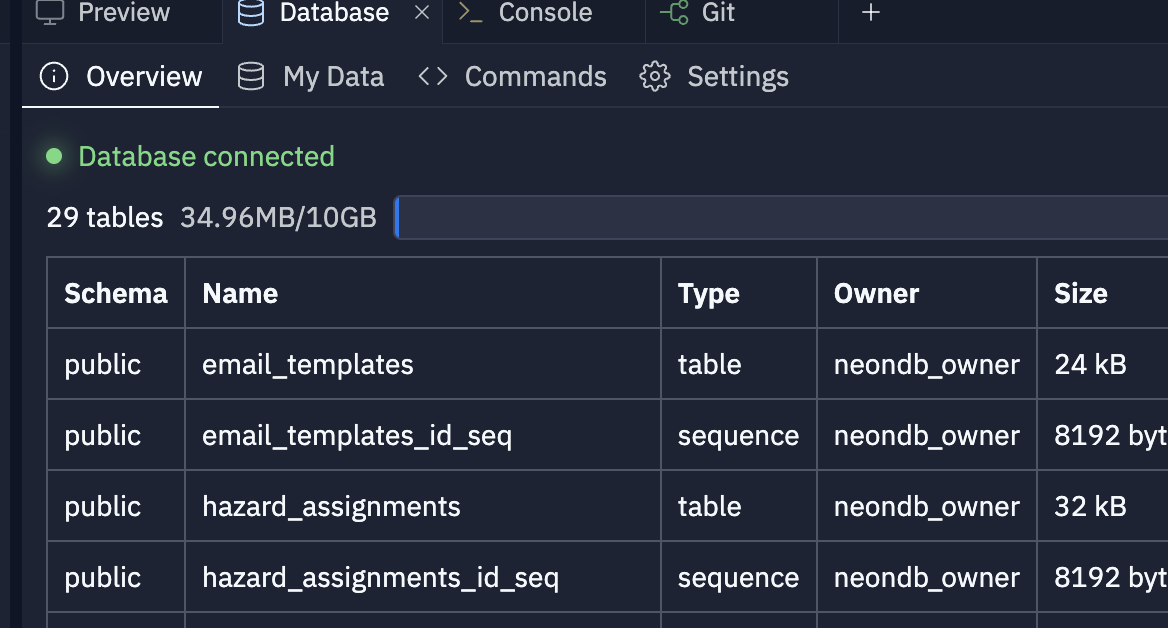 Preview Database Console Git
Overview My Data Commands Settings
Database connected
29 tables 34.96MB/10GB
Schema Name Type Owner Size
public email_templates table neondb_owner 24 kB
public email_templates_id_seq sequence neondb_owner 8192 byt
public hazard_assignments table neondb_owner 32 kB
public hazard_assignments_id_seq sequence neondb_owner 8192 byt